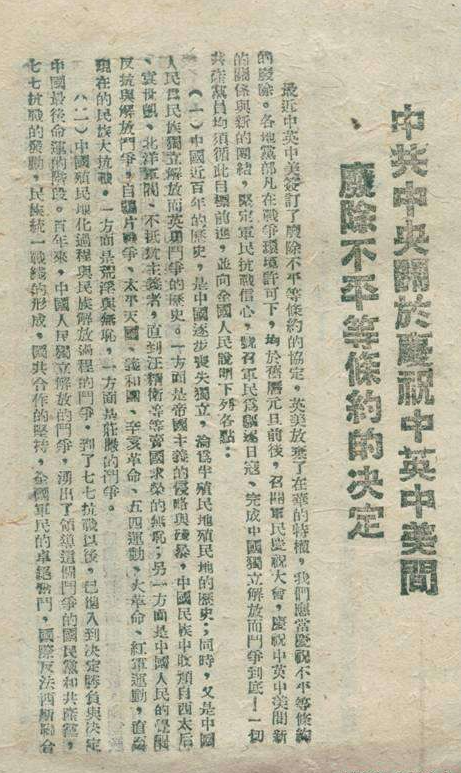 中共中央關於慶祝中英中美間
廢除不平等條約的决定
最近中英中美簽訂了廢除不平等條約的協定,英美放棄了在華的特權,我們應當慶祝不平等條約
的廢除。各地黨部凡在戰爭環境許可下,均於舊曆元旦前後,召開軍民慶祝大會,慶祝中英中美間新
的關係與新的團結,堅定軍民抗戰信心,號召軍民為驅逐日寇、完成中國獨立解放而鬥爭到底!一切
共產黨員均須循此目標前進,並向全國人民說明下列各點:
(一)中國近百年的歷史,是中國逐步喪失獨立,淪為半殖民地殖民地的歷史;同時,又是中國
人民為民族獨立解放而英勇鬥爭的歷史。一方面是帝國主義的侵略與,中國民族中敗類自西太后
、袁世凱、北洋軍閥、不抵抗主義者,直到汪精衛等等賣國求榮的無恥;另一方面是中國人民的覺醒
反抗與解放鬥爭,自鴉片戰爭、太平天國、義和團、辛亥革命、五四運動、大革命、紅軍運動,直至
現在的民族大抗戰。一方面是荒淫與無恥,一方面是莊嚴的鬥爭。
(二)中國殖民地化過程與民族解放過程的鬥爭,到了七七抗戰以後,已進入到決定勝負與決定
中國最後命運的階段。百年來,中國人民獨立解放的鬥爭,湧出了領導這個鬥爭的國民黨和共產黨,
七七抗戰的發動,民族統一戰線的形成,國共合作的堅持,全國軍民的卓絕奮鬥,國際反法西斯聯合